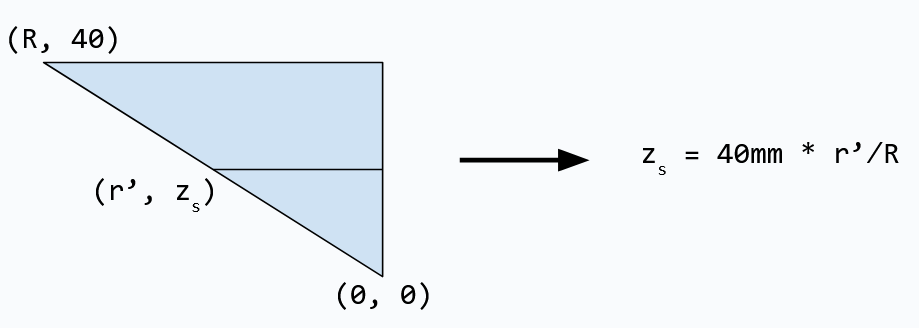 (R, 40)
zₛ = 40mm * r’/R
(r’, zₛ)
(0, 0)